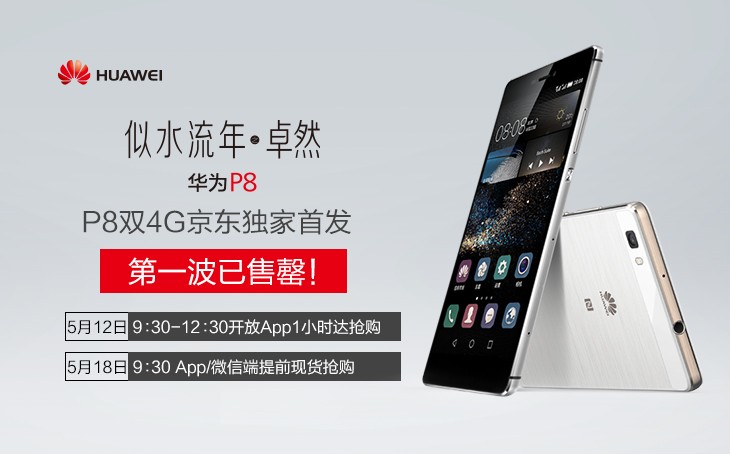 HUAWEI
似水流年·卓然
华为P8
P8双4G京东独家首发
第一波已售罄！
5月12日 9:30-12:30开放App1小时达抢购
5月18日 9:30 App/微信端提前现货抢购
08:08
HUAWEI